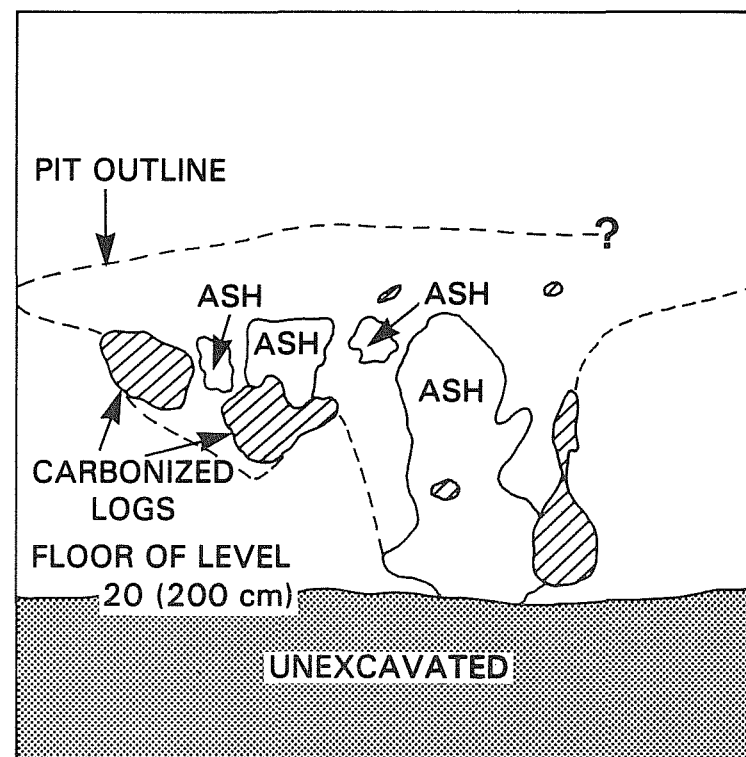 PIT OUTLINE
?
ASH
ASH
ASH
ASH
CARBONIZED
LOGS
FLOOR OF LEVEL
20 (200 cm)
UNEXCAVATED